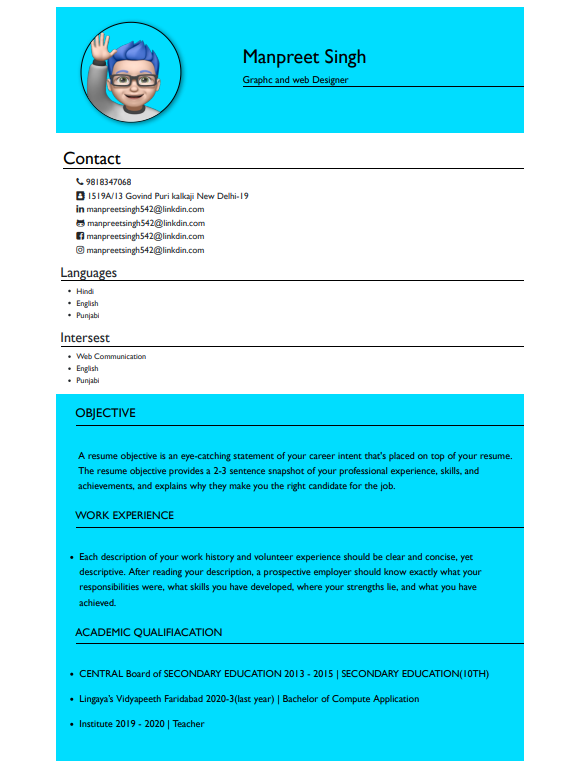 Manpreet Singh
Graphc and web Designer
Contact
9818347068
1519A/13 Govind Puri kalkaji New Delhi-19
manpreetsingh542@linkdin.com
manpreetsingh542@linkdin.com
manpreetsingh542@linkdin.com
manpreetsingh542@linkdin.com
Languages
• Hindi
• English
• Punjabi
Intersest
• Web Communication
• English
• Punjabi
OBJECTIVE
A resume objective is an eye-catching statement of your career intent that's placed on top of your resume.
The resume objective provides a 2-3 sentence snapshot of your professional experience, skills, and
achievements, and explains why they make you the right candidate for the job.
WORK EXPERIENCE
• Each description of your work history and volunteer experience should be clear and concise, yet
descriptive. After reading your description, a prospective employer should know exactly what your
responsibilities were, what skills you have developed, where your strengths lie, and what you have
achieved.
ACADEMIC QUALIFIACATION
• CENTRAL Board of SECONDARY EDUCATION 2013 - 2015 | SECONDARY EDUCATION(10TH)
• Lingaya's Vidyapeeth Faridabad 2020-3(last year) | Bachelor of Compute Application
• Institute 2019 - 2020 | Teacher